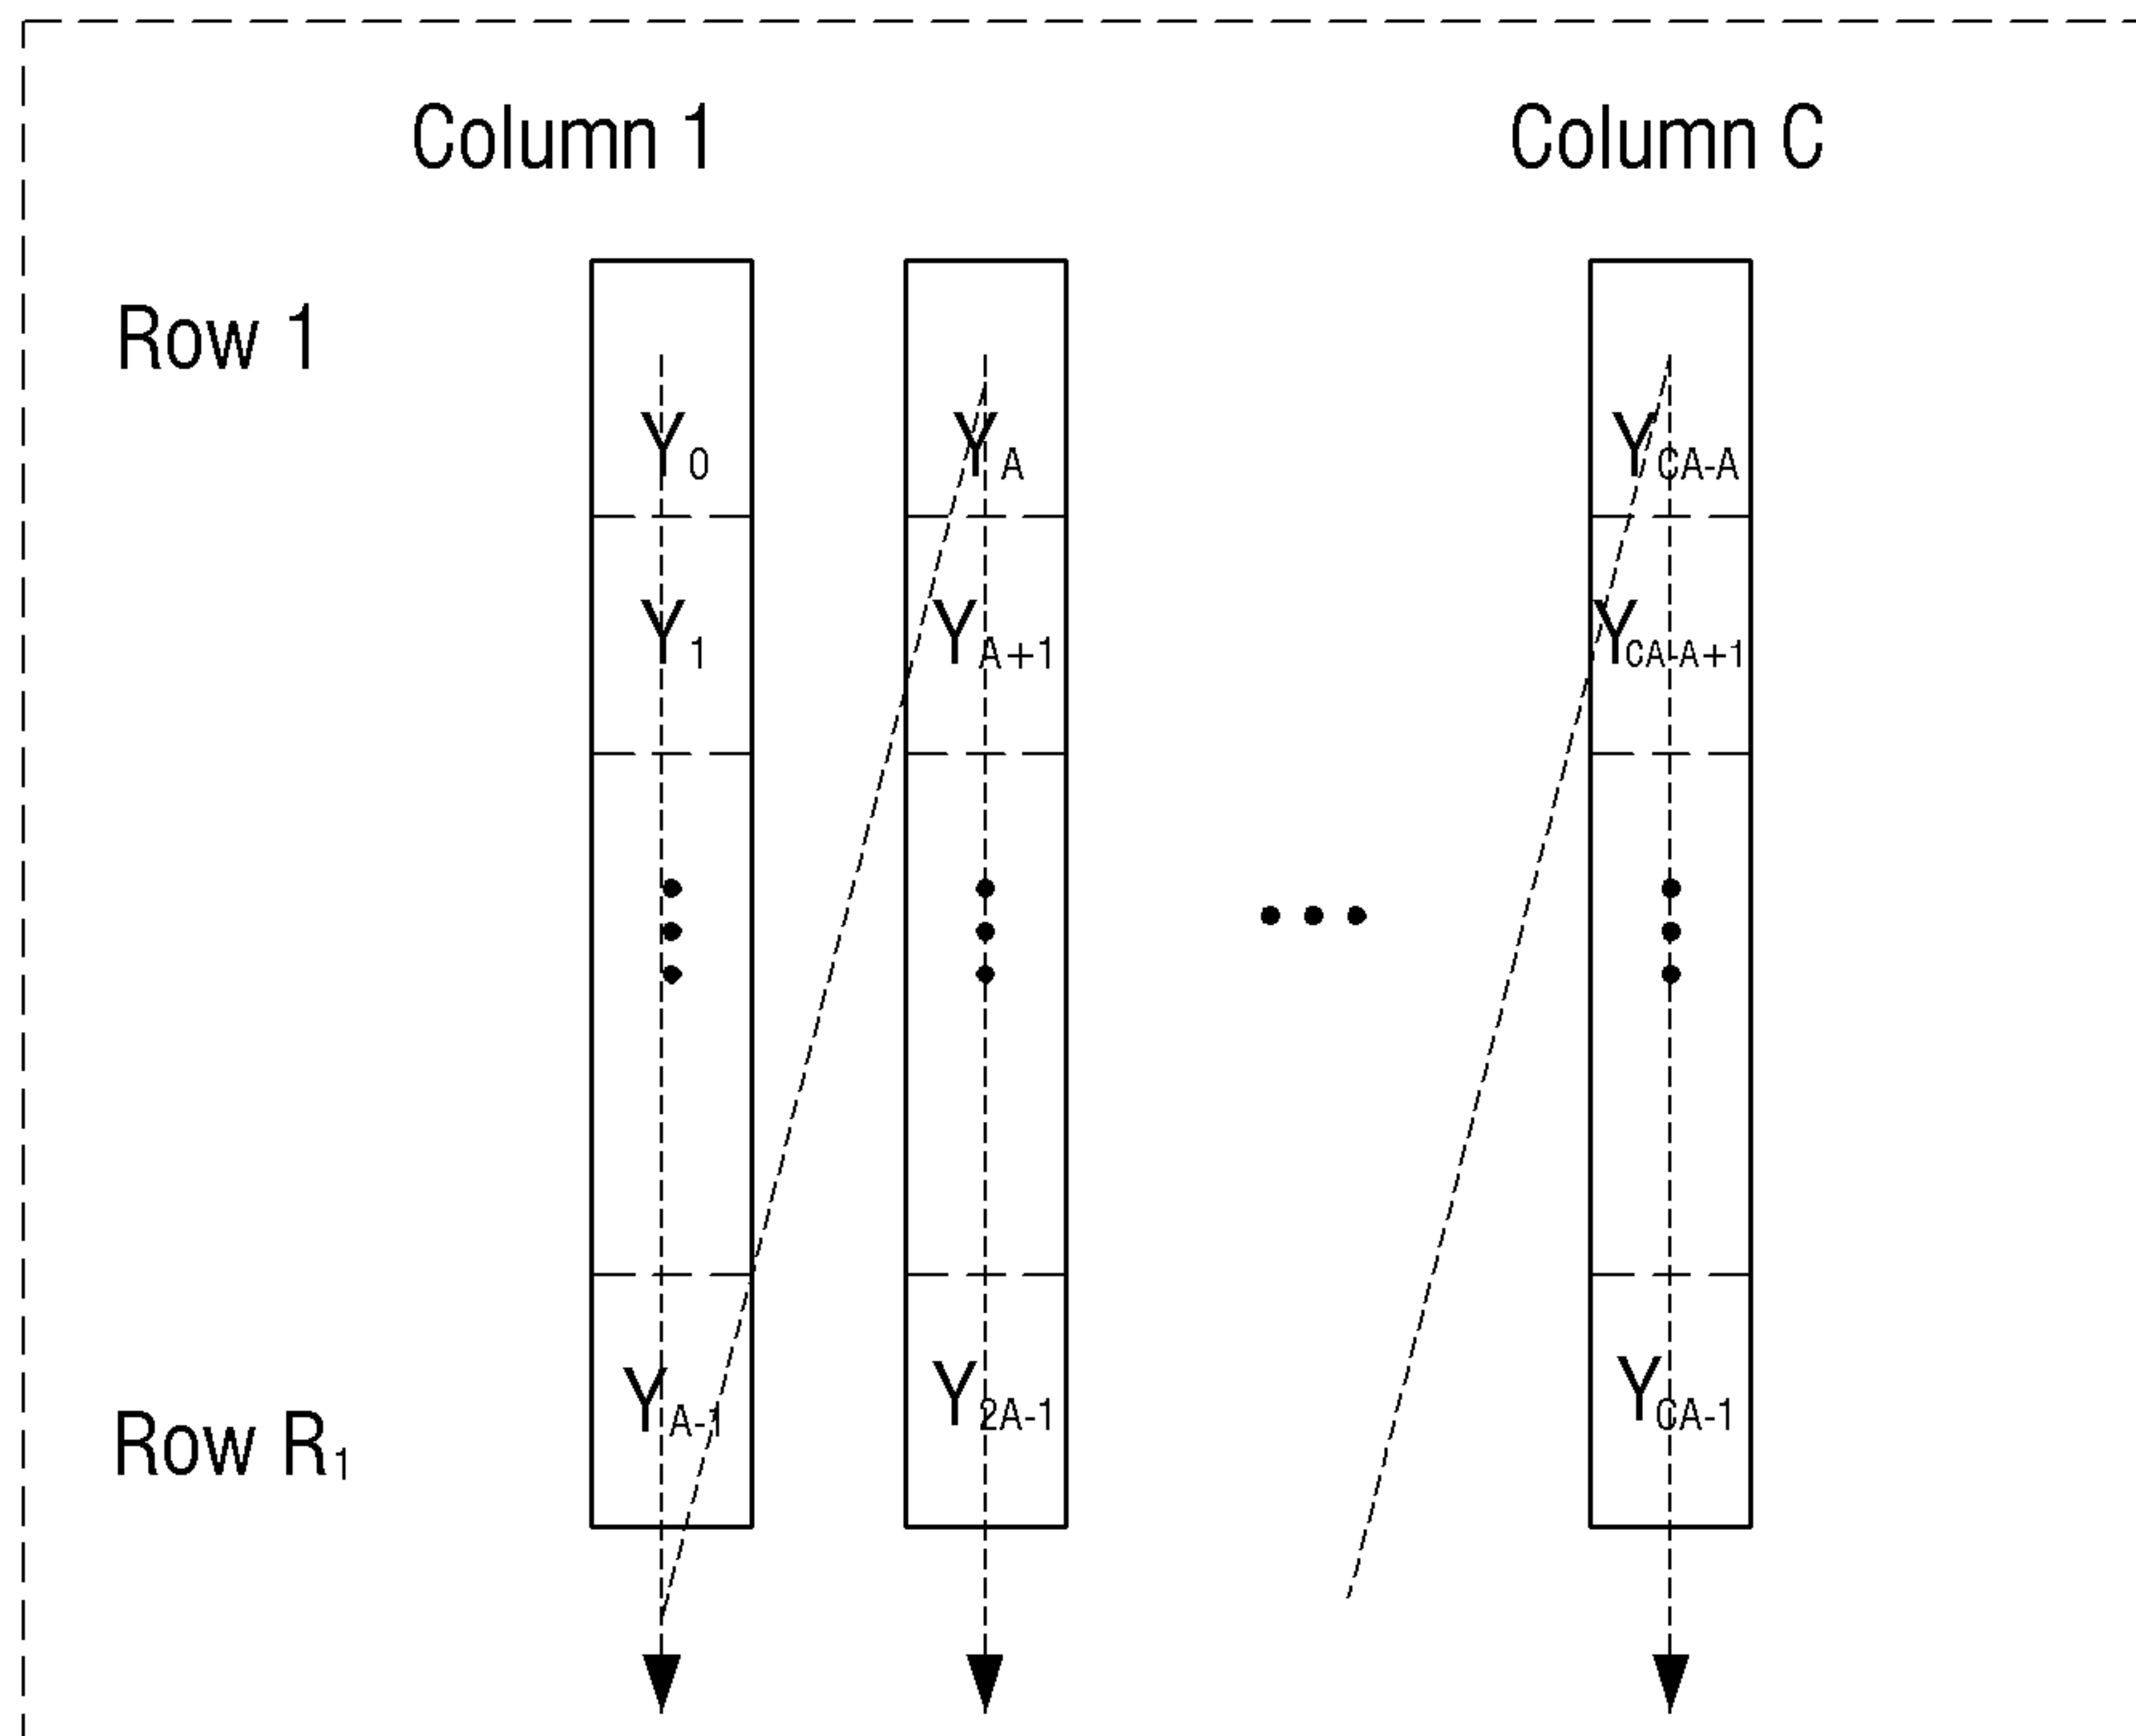 Column 1 Column C
Row 1
Y0 YA YCA-A
Y1 YA+1 YCA-A+1
YA-1 Y2A-1 YCA-1
Row R1